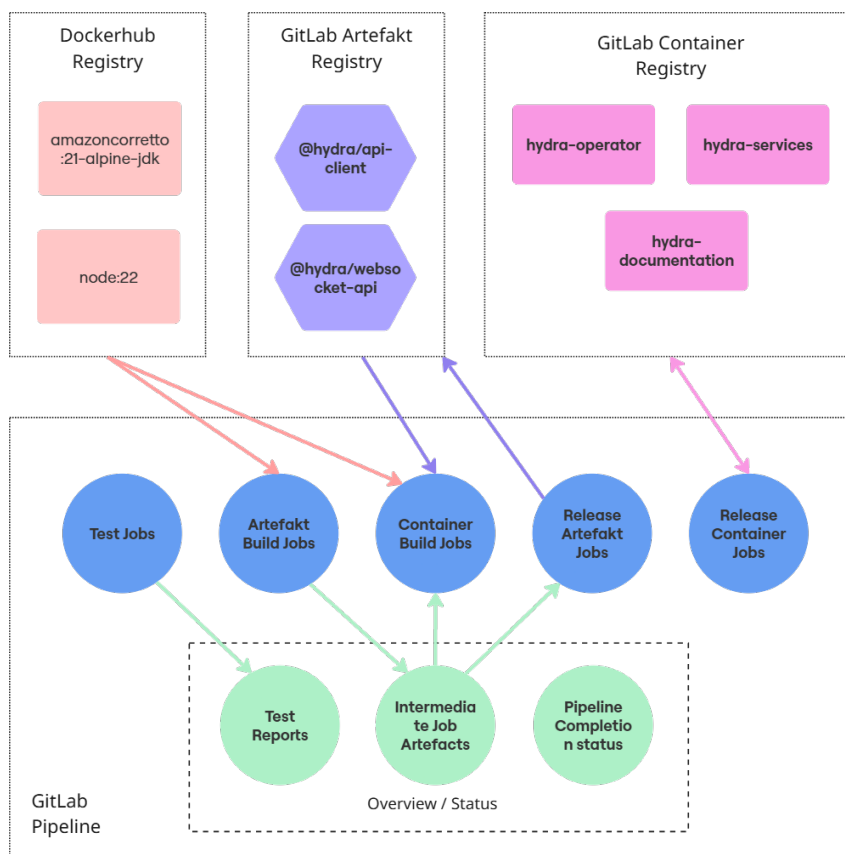 Dockerhub
Registry
GitLab Artefakt
Registry
GitLab Container
Registry
amazoncorretto
:21-alpine-jdk
node:22
@hydra/api-
client
@hydra/webso
cket-api
hydra-operator
hydra-services
hydra-
documentation
Test Jobs
Artefakt
Build Jobs
Container
Build Jobs
Release
Artefakt
Jobs
Release
Container
Jobs
Test
Reports
Intermedia
te Job
Artefacts
Pipeline
Completio
n status
Overview / Status
GitLab
Pipeline